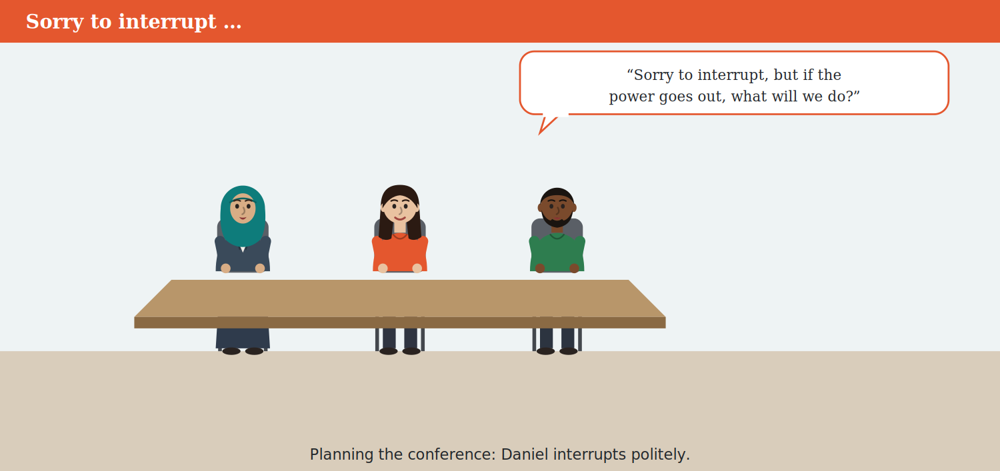 Sorry to interrupt …
“Sorry to interrupt, but if the
power goes out, what will we do?”
Planning the conference: Daniel interrupts politely.